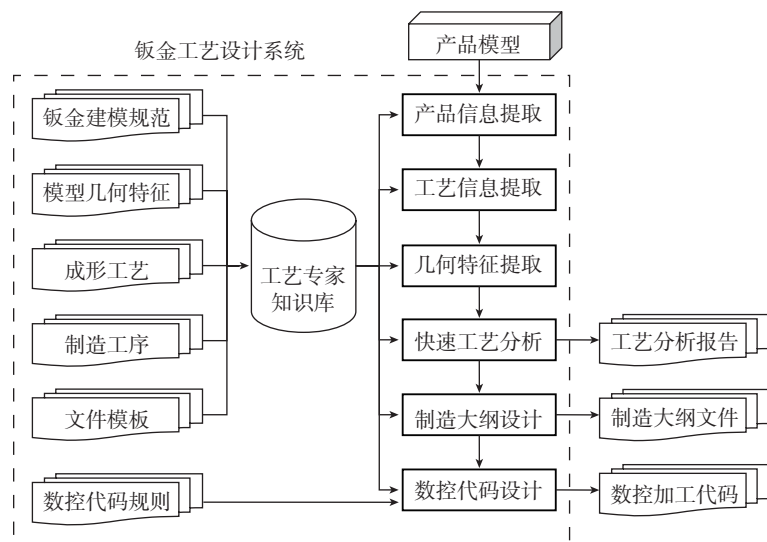 产品模型
钣金工艺设计系统
钣金建模规范
模型几何特征
成形工艺
制造工序
文件模板
数控代码规则
工艺专家
知识库
产品信息提取
工艺信息提取
几何特征提取
快速工艺分析
制造大纲设计
数控代码设计
工艺分析报告
制造大纲文件
数控加工代码